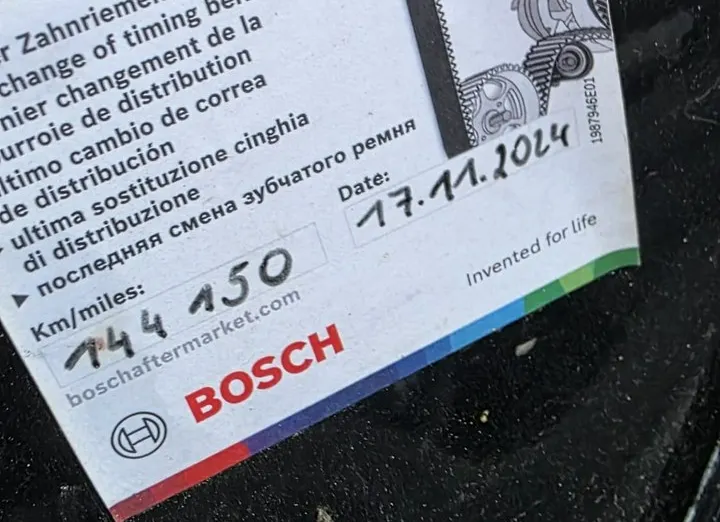 Zahnriemen
change of timing
nier changement de la
urroie de distribution
ltimo cambio de correa
de distribución
ultima sostituzione cinghia
di distribuzione
▶ последняя смена зубчатого ремня
Km/miles:
144 150
Date:
17.11.2024
1987946E01
boschaftermarket.com
Invented for life
BOSCH